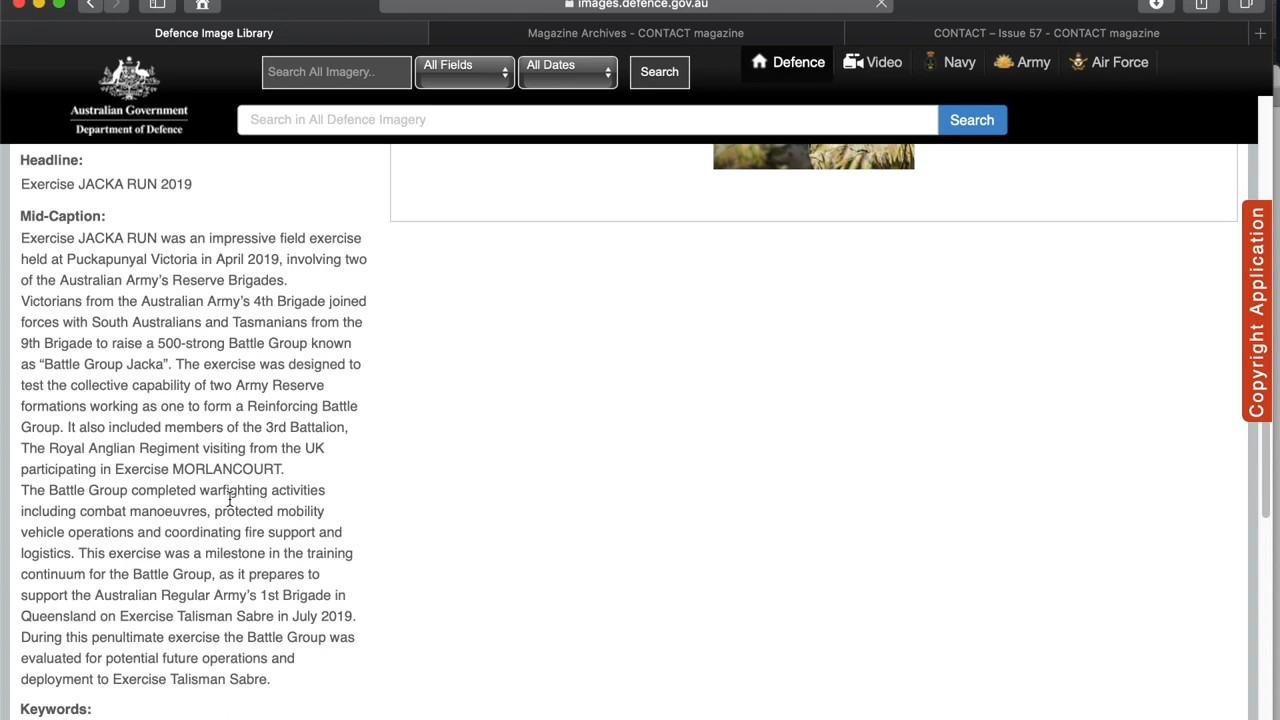 images.defence.gov.au
Defence Image Library
Magazine Archives - CONTACT magazine
CONTACT – Issue 57 - CONTACT magazine
Australian Government
Department of Defence
Search All Imagery..
All Fields
All Dates
Search
Defence
Video
Navy
Army
Air Force
Search in All Defence Imagery
Search
Headline:
Exercise JACKA RUN 2019
Mid-Caption:
Exercise JACKA RUN was an impressive field exercise
held at Puckapunyal Victoria in April 2019, involving two
of the Australian Army's Reserve Brigades.
Victorians from the Australian Army's 4th Brigade joined
forces with South Australians and Tasmanians from the
9th Brigade to raise a 500-strong Battle Group known
as “Battle Group Jacka”. The exercise was designed to
test the collective capability of two Army Reserve
formations working as one to form a Reinforcing Battle
Group. It also included members of the 3rd Battalion,
The Royal Anglian Regiment visiting from the UK
participating in Exercise MORLANCOURT.
The Battle Group completed warfighting activities
including combat manoeuvres, protected mobility
vehicle operations and coordinating fire support and
logistics. This exercise was a milestone in the training
continuum for the Battle Group, as it prepares to
support the Australian Regular Army's 1st Brigade in
Queensland on Exercise Talisman Sabre in July 2019.
During this penultimate exercise the Battle Group was
evaluated for potential future operations and
deployment to Exercise Talisman Sabre.
Keywords:
Copyright Application